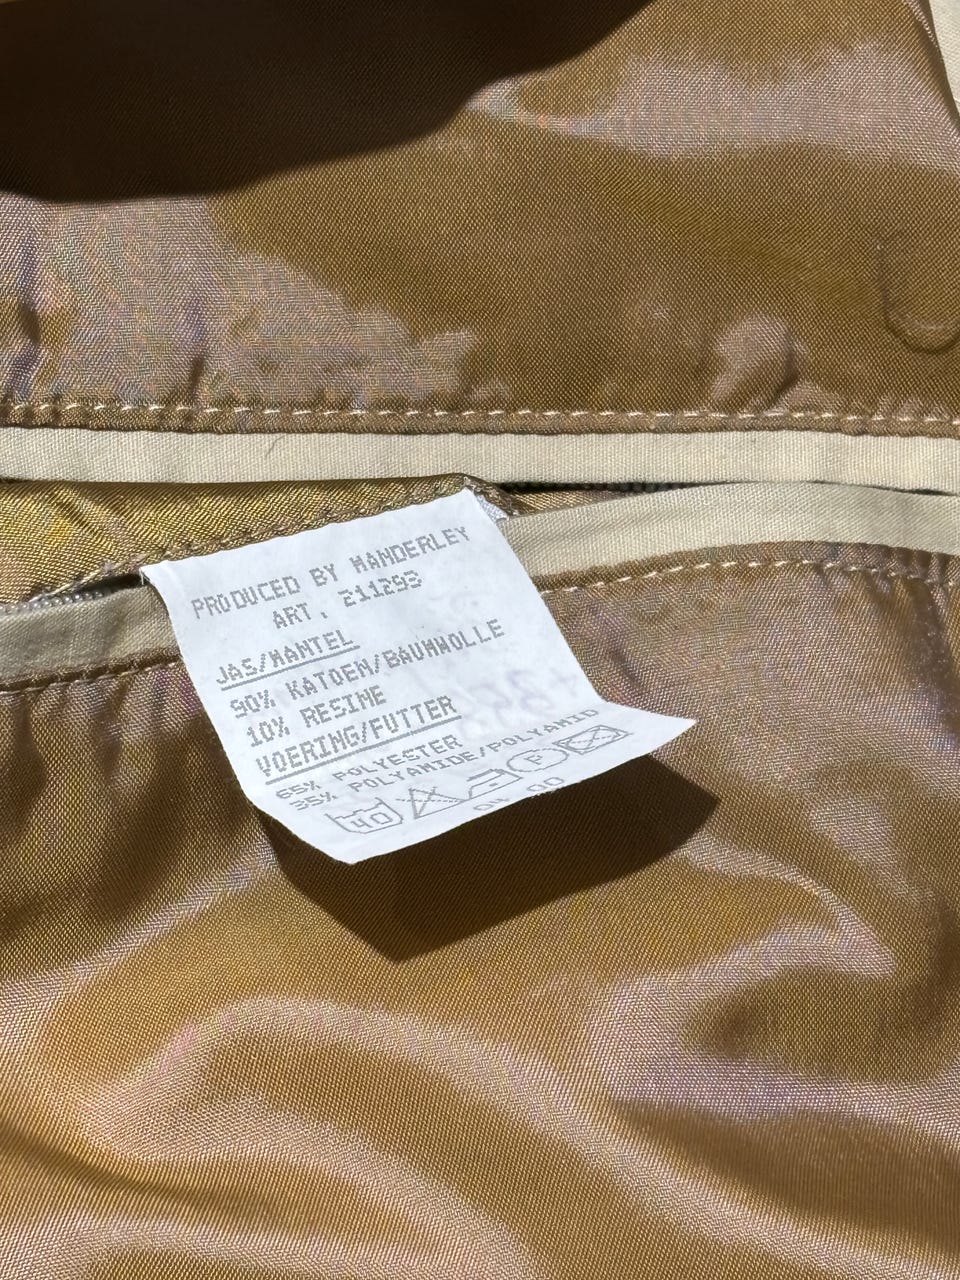 PRODUCED BY MANDERLEY
ART. 211293
JAS/MANTEL
90% KATOEN/BAUMWOLLE
10% RESINE
VOERING/FUTTER
65% POLYESTER
35% POLYAMIDE/POLYAMID
40 P